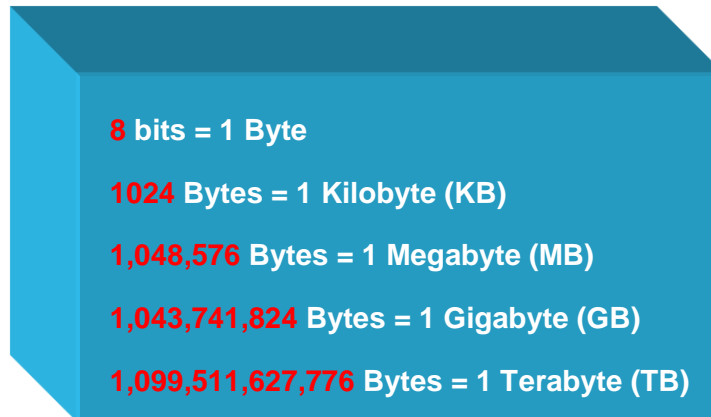 8 bits = 1 Byte
1024 Bytes = 1 Kilobyte (KB)
1,048,576 Bytes = 1 Megabyte (MB)
1,043,741,824 Bytes = 1 Gigabyte (GB)
1,099,511,627,776 Bytes = 1 Terabyte (TB)